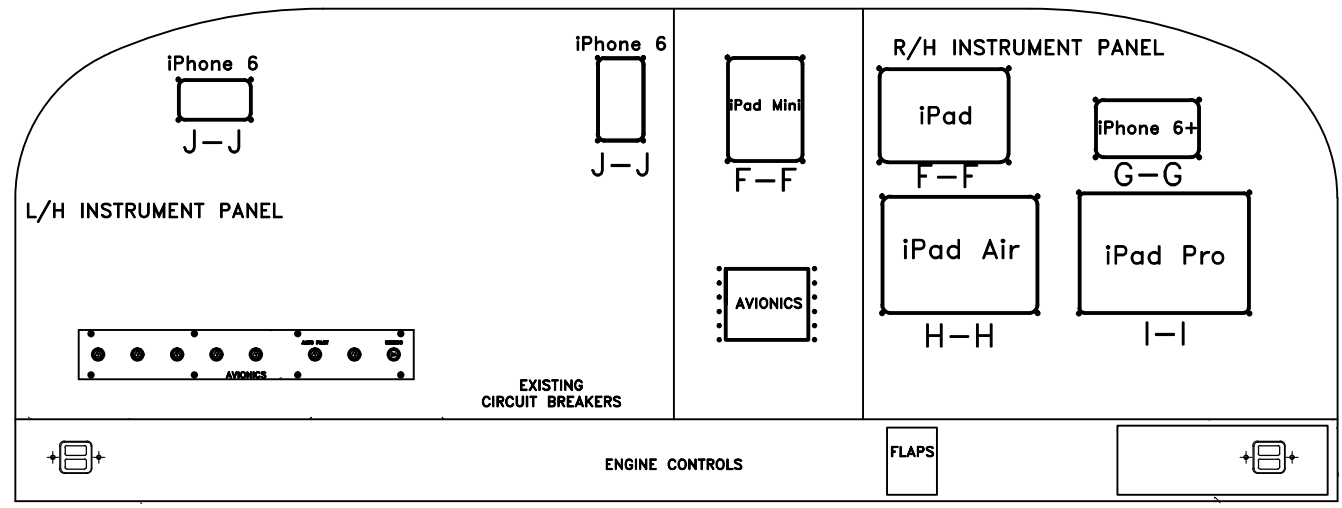 iPhone 6
J-J
iPhone 6
J-J
L/H INSTRUMENT PANEL
AVIONICS
EXISTING
CIRCUIT BREAKERS
iPad Mini
F-F
AVIONICS
R/H INSTRUMENT PANEL
iPad
F-F
iPhone 6+
G-G
iPad Air
H-H
iPad Pro
I-I
ENGINE CONTROLS
FLAPS